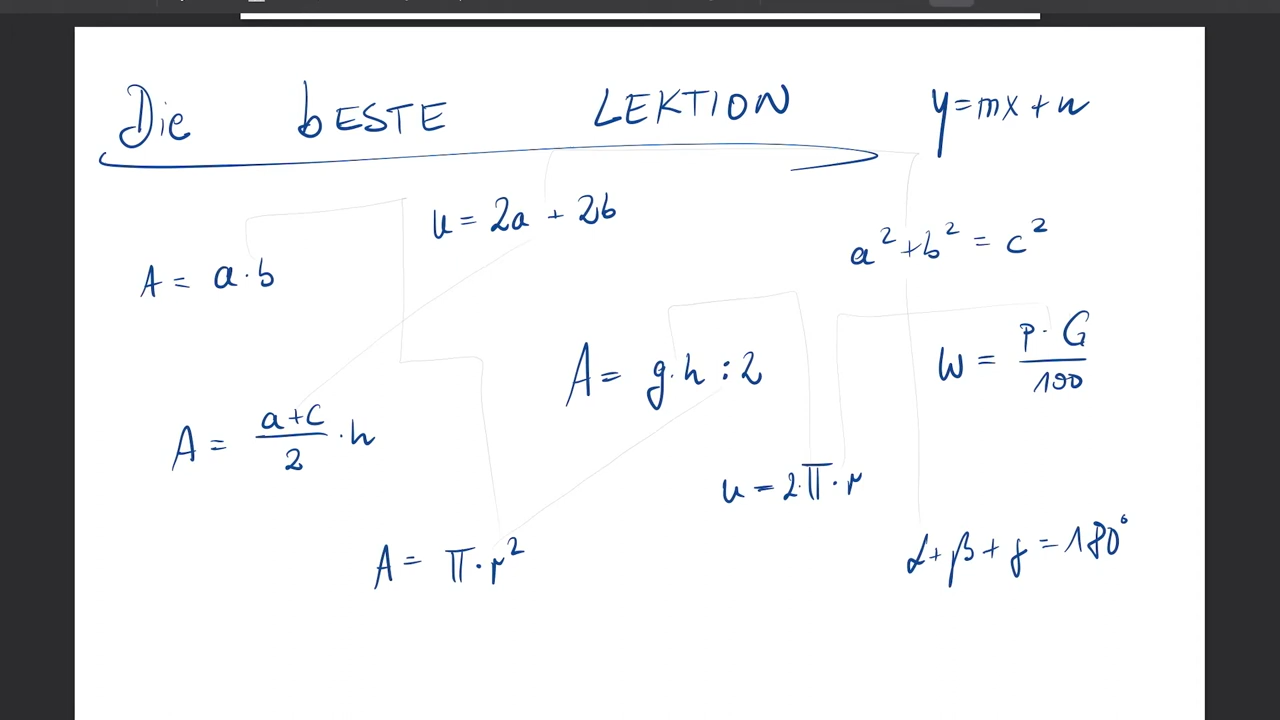 Die bESTE LEKTION
y = mx + n
u = 2a + 2b
a² + b² = c²
A = a · b
A = g · h : 2
W = p · G / 100
A = a+c / 2 · h
u = 2 · π · r
A = π · r²
α + β + γ = 180°